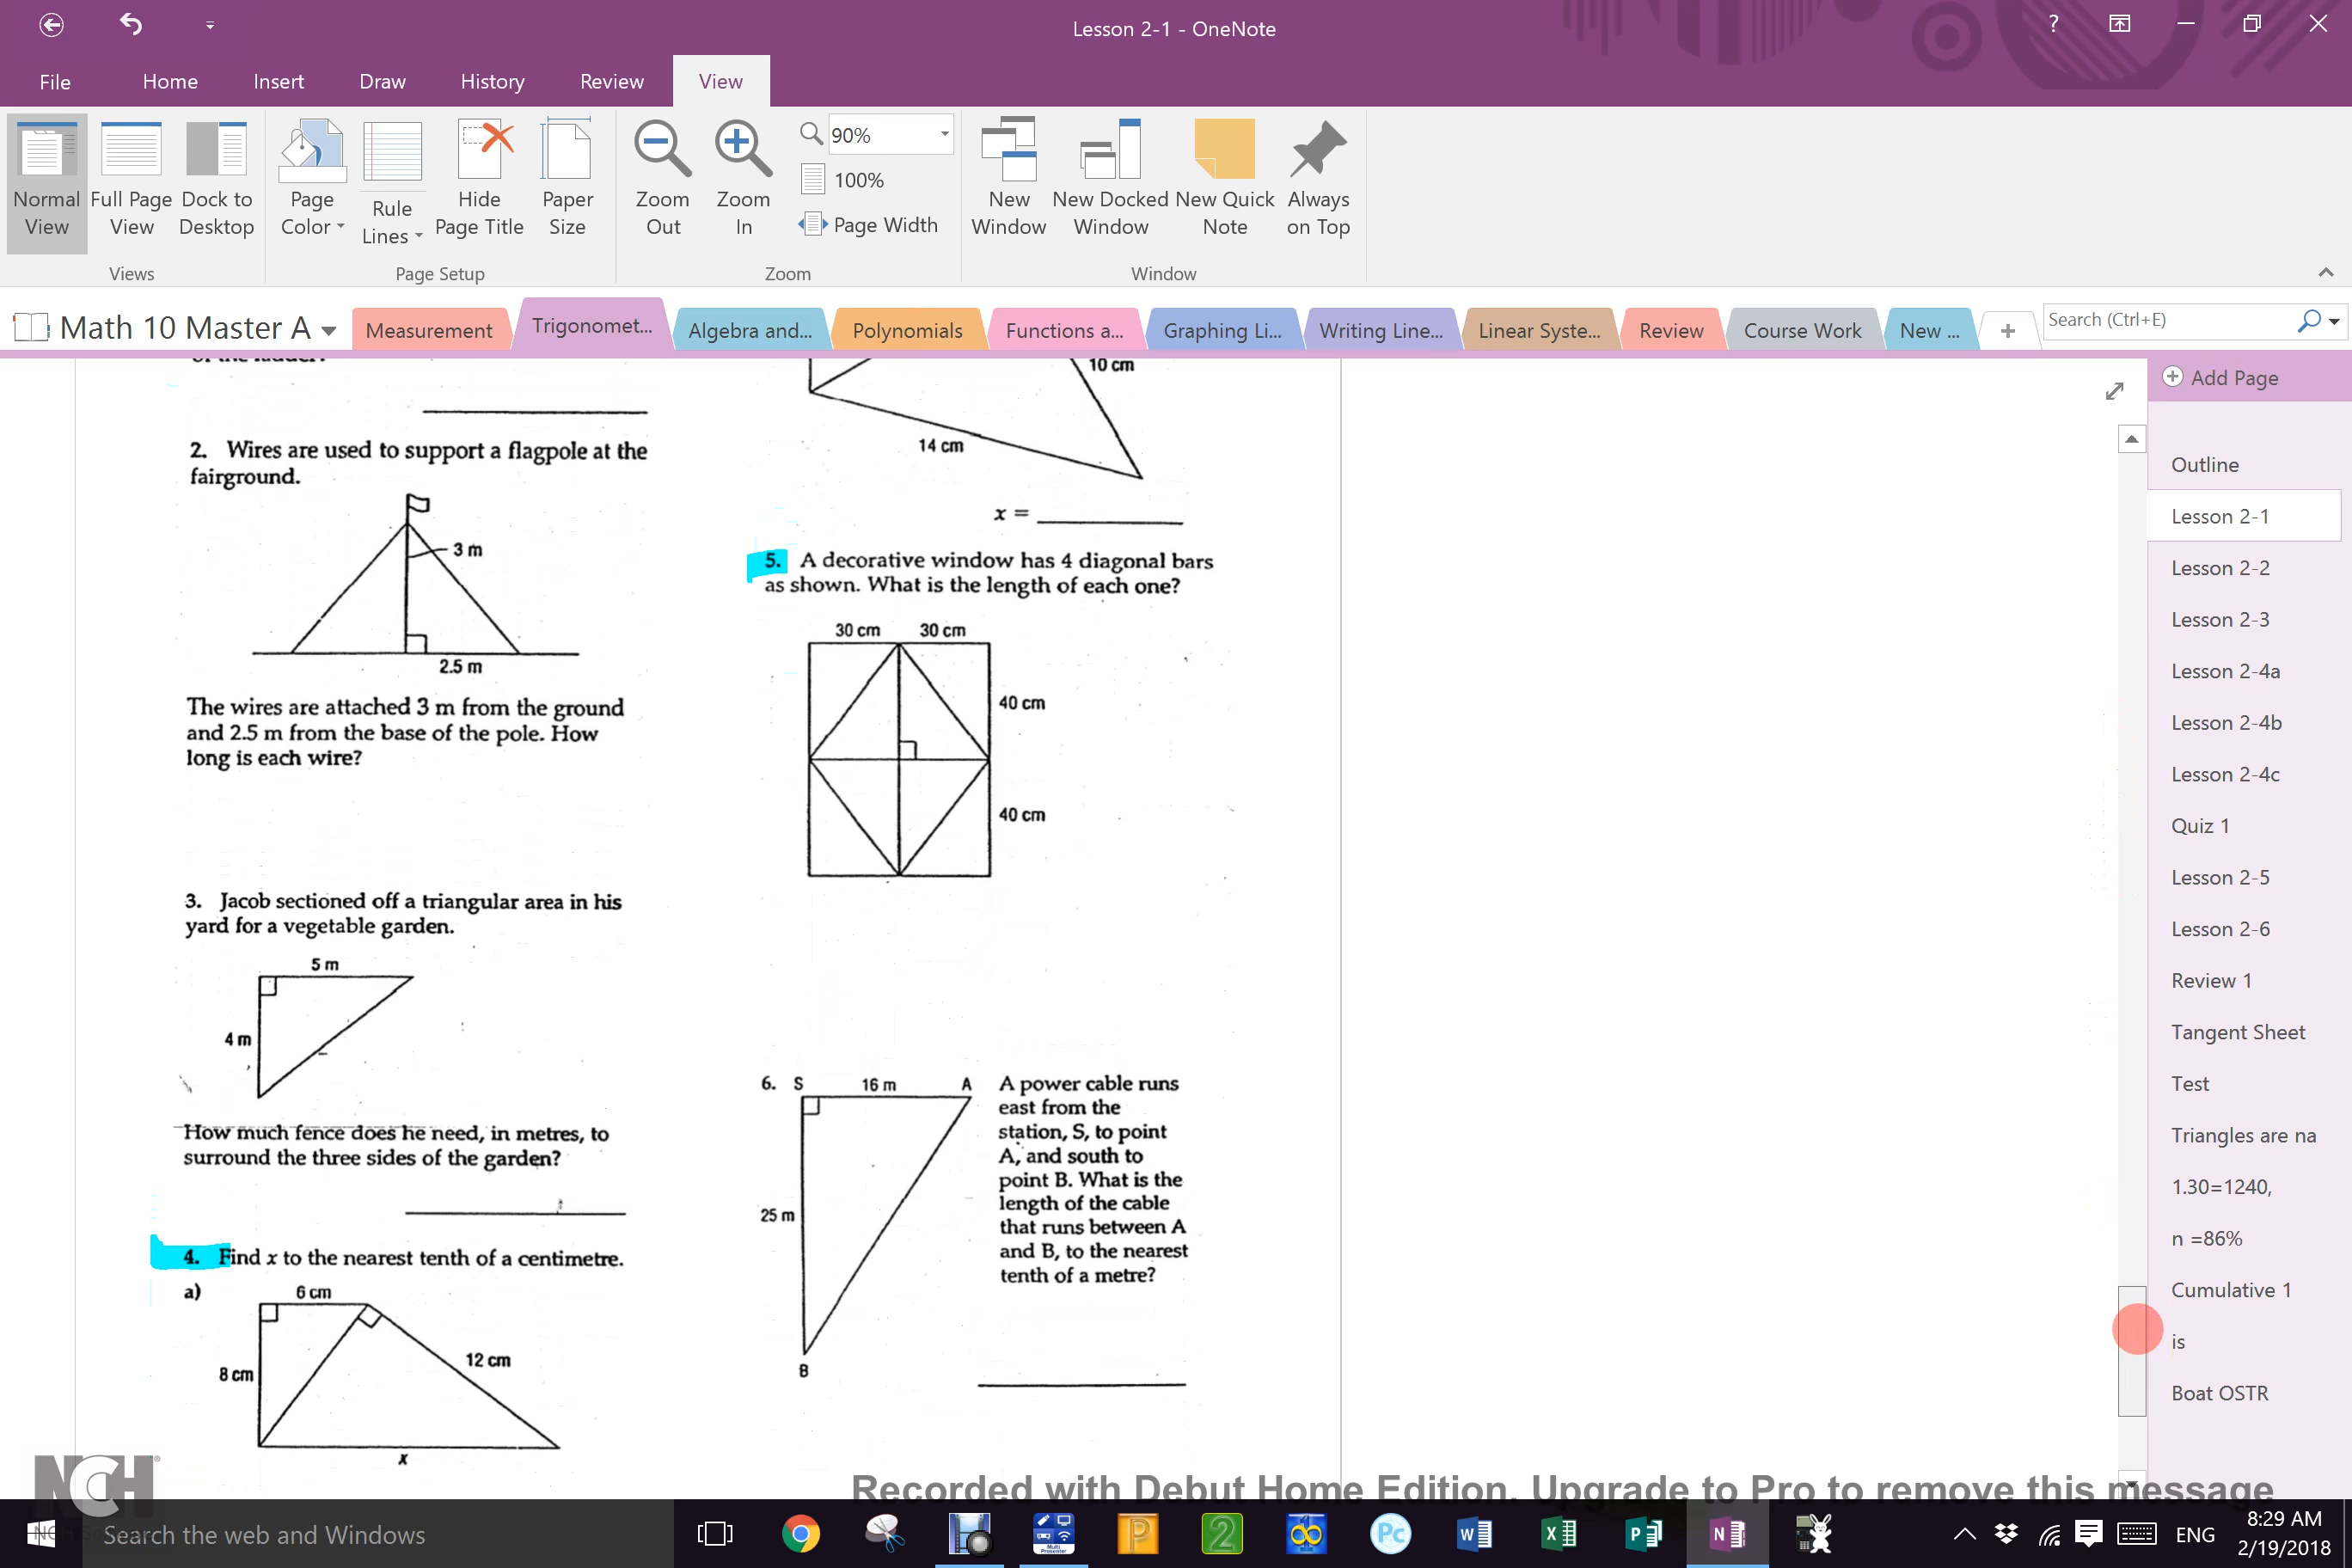 Lesson 2-1 - OneNote
?
File
Home
Insert
Draw
History
Review
View
Normal View
Full Page View
Dock to Desktop
Views
Page Color
Rule Lines
Hide Page Title
Paper Size
Page Setup
Zoom Out
Zoom In
90%
100%
Page Width
Zoom
New Window
New Docked Window
New Quick Note
Always on Top
Window
Math 10 Master A
Measurement
Trigonomet...
Algebra and...
Polynomials
Functions a...
Graphing Li...
Writing Line...
Linear Syste...
Review
Course Work
New ...
+
Search (Ctrl+E)
of the ladder.
2. Wires are used to support a flagpole at the
fairground.
3 m
2.5 m
The wires are attached 3 m from the ground
and 2.5 m from the base of the pole. How
long is each wire?
3. Jacob sectioned off a triangular area in his
yard for a vegetable garden.
5 m
4 m
How much fence does he need, in metres, to
surround the three sides of the garden?
4. Find x to the nearest tenth of a centimetre.
a)
6 cm
8 cm
12 cm
x
10 cm
14 cm
x =
5. A decorative window has 4 diagonal bars
as shown. What is the length of each one?
30 cm 30 cm
40 cm
40 cm
6. S 16 m A
25 m
B
A power cable runs
east from the
station, S, to point
A, and south to
point B. What is the
length of the cable
that runs between A
and B, to the nearest
tenth of a metre?
Add Page
Outline
Lesson 2-1
Lesson 2-2
Lesson 2-3
Lesson 2-4a
Lesson 2-4b
Lesson 2-4c
Quiz 1
Lesson 2-5
Lesson 2-6
Review 1
Tangent Sheet
Test
Triangles are na
1.30=1240,
n =86%
Cumulative 1
is
Boat OSTR
NCH
Recorded with Debut Home Edition. Upgrade to Pro to remove this message
Search the web and Windows
ENG
8:29 AM
2/19/2018